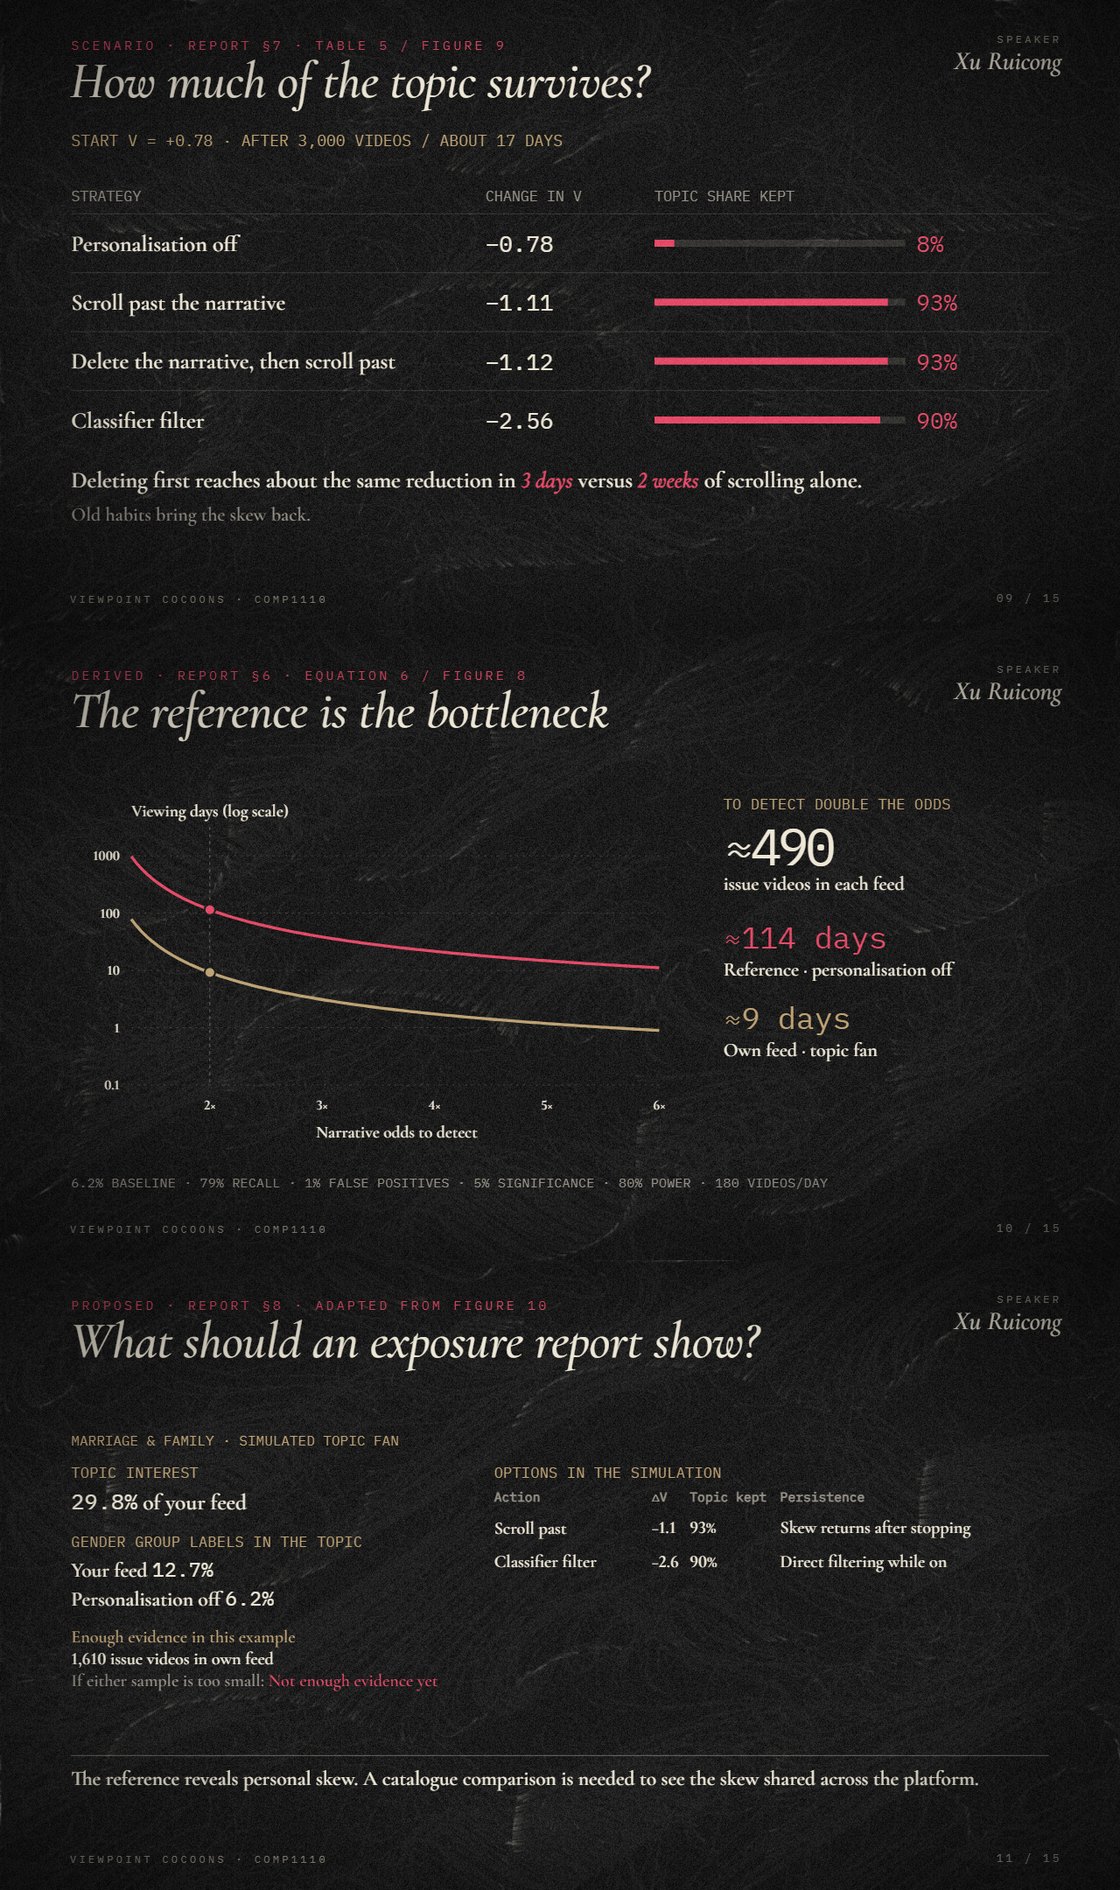 SCENARIO · REPORT §7 · TABLE 5 / FIGURE 9
SPEAKER
How much of the topic survives?
Xu Ruicong
START V = +0.78 · AFTER 3,000 VIDEOS / ABOUT 17 DAYS
STRATEGY CHANGE IN V TOPIC SHARE KEPT
Personalisation off −0.78 8%
Scroll past the narrative −1.11 93%
Delete the narrative, then scroll past −1.12 93%
Classifier filter −2.56 90%
Deleting first reaches about the same reduction in 3 days versus 2 weeks of scrolling alone.
Old habits bring the skew back.
VIEWPOINT COCOONS · COMP1110 09 / 15
DERIVED · REPORT §6 · EQUATION 6 / FIGURE 8
SPEAKER
The reference is the bottleneck
Xu Ruicong
Viewing days (log scale)
1000
100
10
1
0.1
2× 3× 4× 5× 6×
Narrative odds to detect
TO DETECT DOUBLE THE ODDS
≈490
issue videos in each feed
≈114 days
Reference · personalisation off
≈9 days
Own feed · topic fan
6.2% BASELINE · 79% RECALL · 1% FALSE POSITIVES · 5% SIGNIFICANCE · 80% POWER · 180 VIDEOS/DAY
VIEWPOINT COCOONS · COMP1110 10 / 15
PROPOSED · REPORT §8 · ADAPTED FROM FIGURE 10
SPEAKER
What should an exposure report show?
Xu Ruicong
MARRIAGE & FAMILY · SIMULATED TOPIC FAN
TOPIC INTEREST
29.8% of your feed
GENDER GROUP LABELS IN THE TOPIC
Your feed 12.7%
Personalisation off 6.2%
Enough evidence in this example
1,610 issue videos in own feed
If either sample is too small: Not enough evidence yet
OPTIONS IN THE SIMULATION
Action ΔV Topic kept Persistence
Scroll past −1.1 93% Skew returns after stopping
Classifier filter −2.6 90% Direct filtering while on
The reference reveals personal skew. A catalogue comparison is needed to see the skew shared across the platform.
VIEWPOINT COCOONS · COMP1110 11 / 15